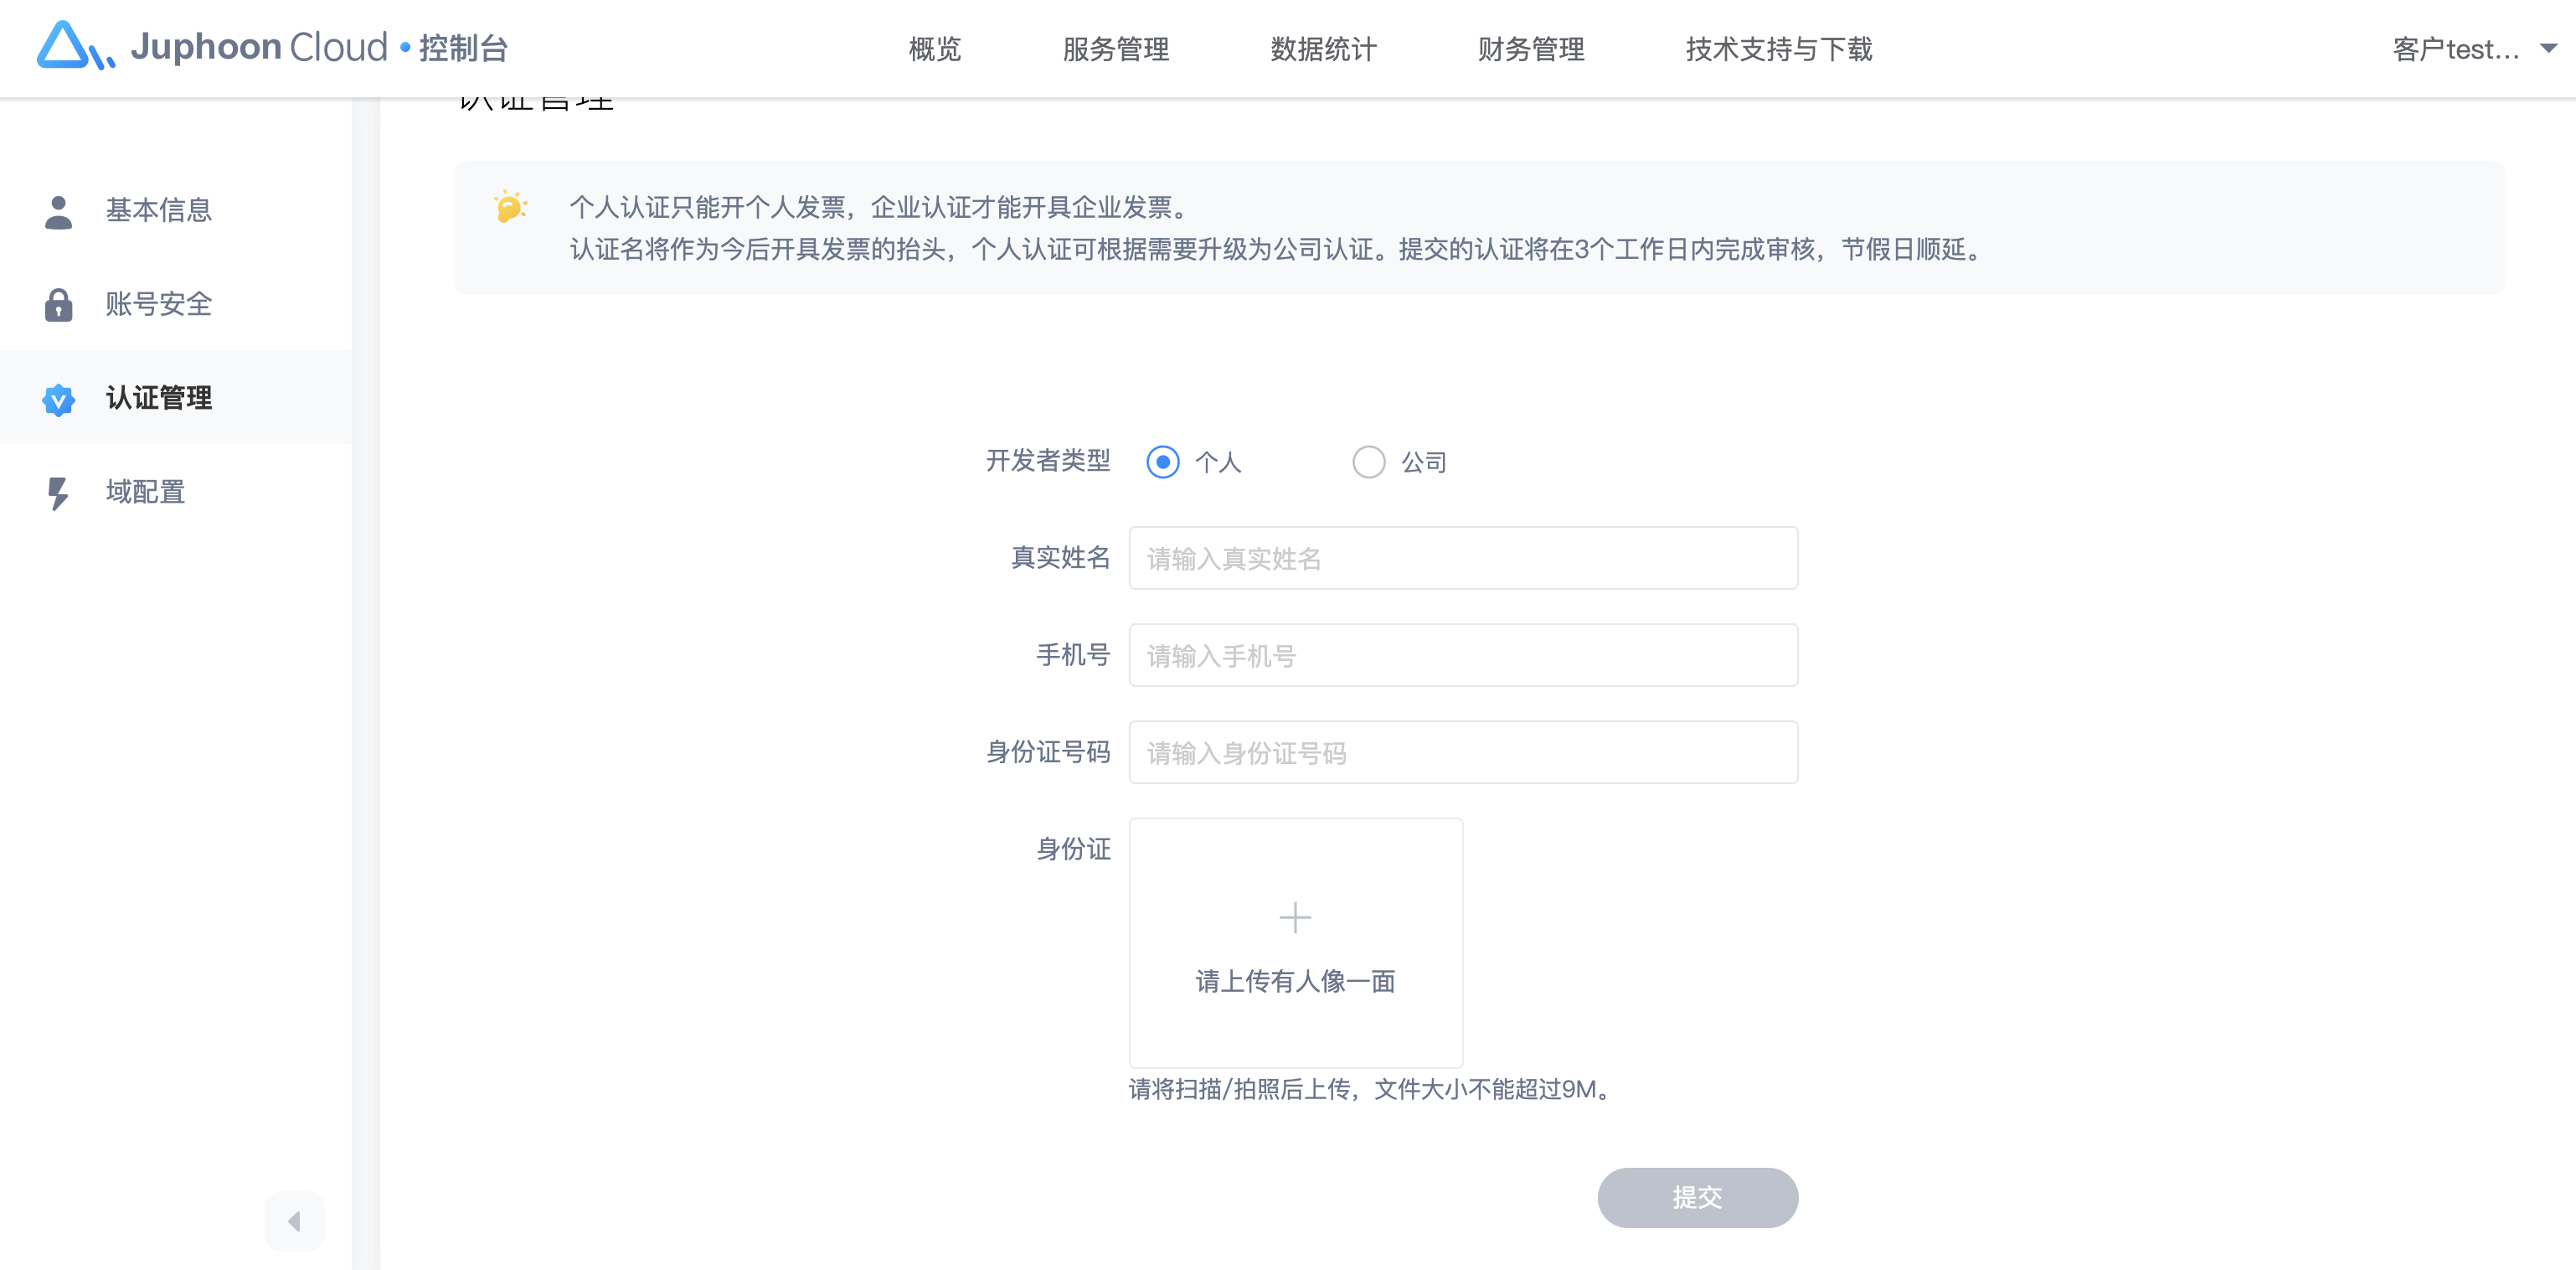 Juphoon Cloud•控制台
概览
服务管理
数据统计
财务管理
技术支持与下载
客户test...
认证管理
基本信息
账号安全
认证管理
域配置
个人认证只能开个人发票，企业认证才能开具企业发票。
认证名将作为今后开具发票的抬头，个人认证可根据需要升级为公司认证。提交的认证将在3个工作日内完成审核，节假日顺延。
开发者类型
个人
公司
真实姓名
请输入真实姓名
手机号
请输入手机号
身份证号码
请输入身份证号码
身份证
请上传有人像一面
请将扫描/拍照后上传，文件大小不能超过9M。
提交